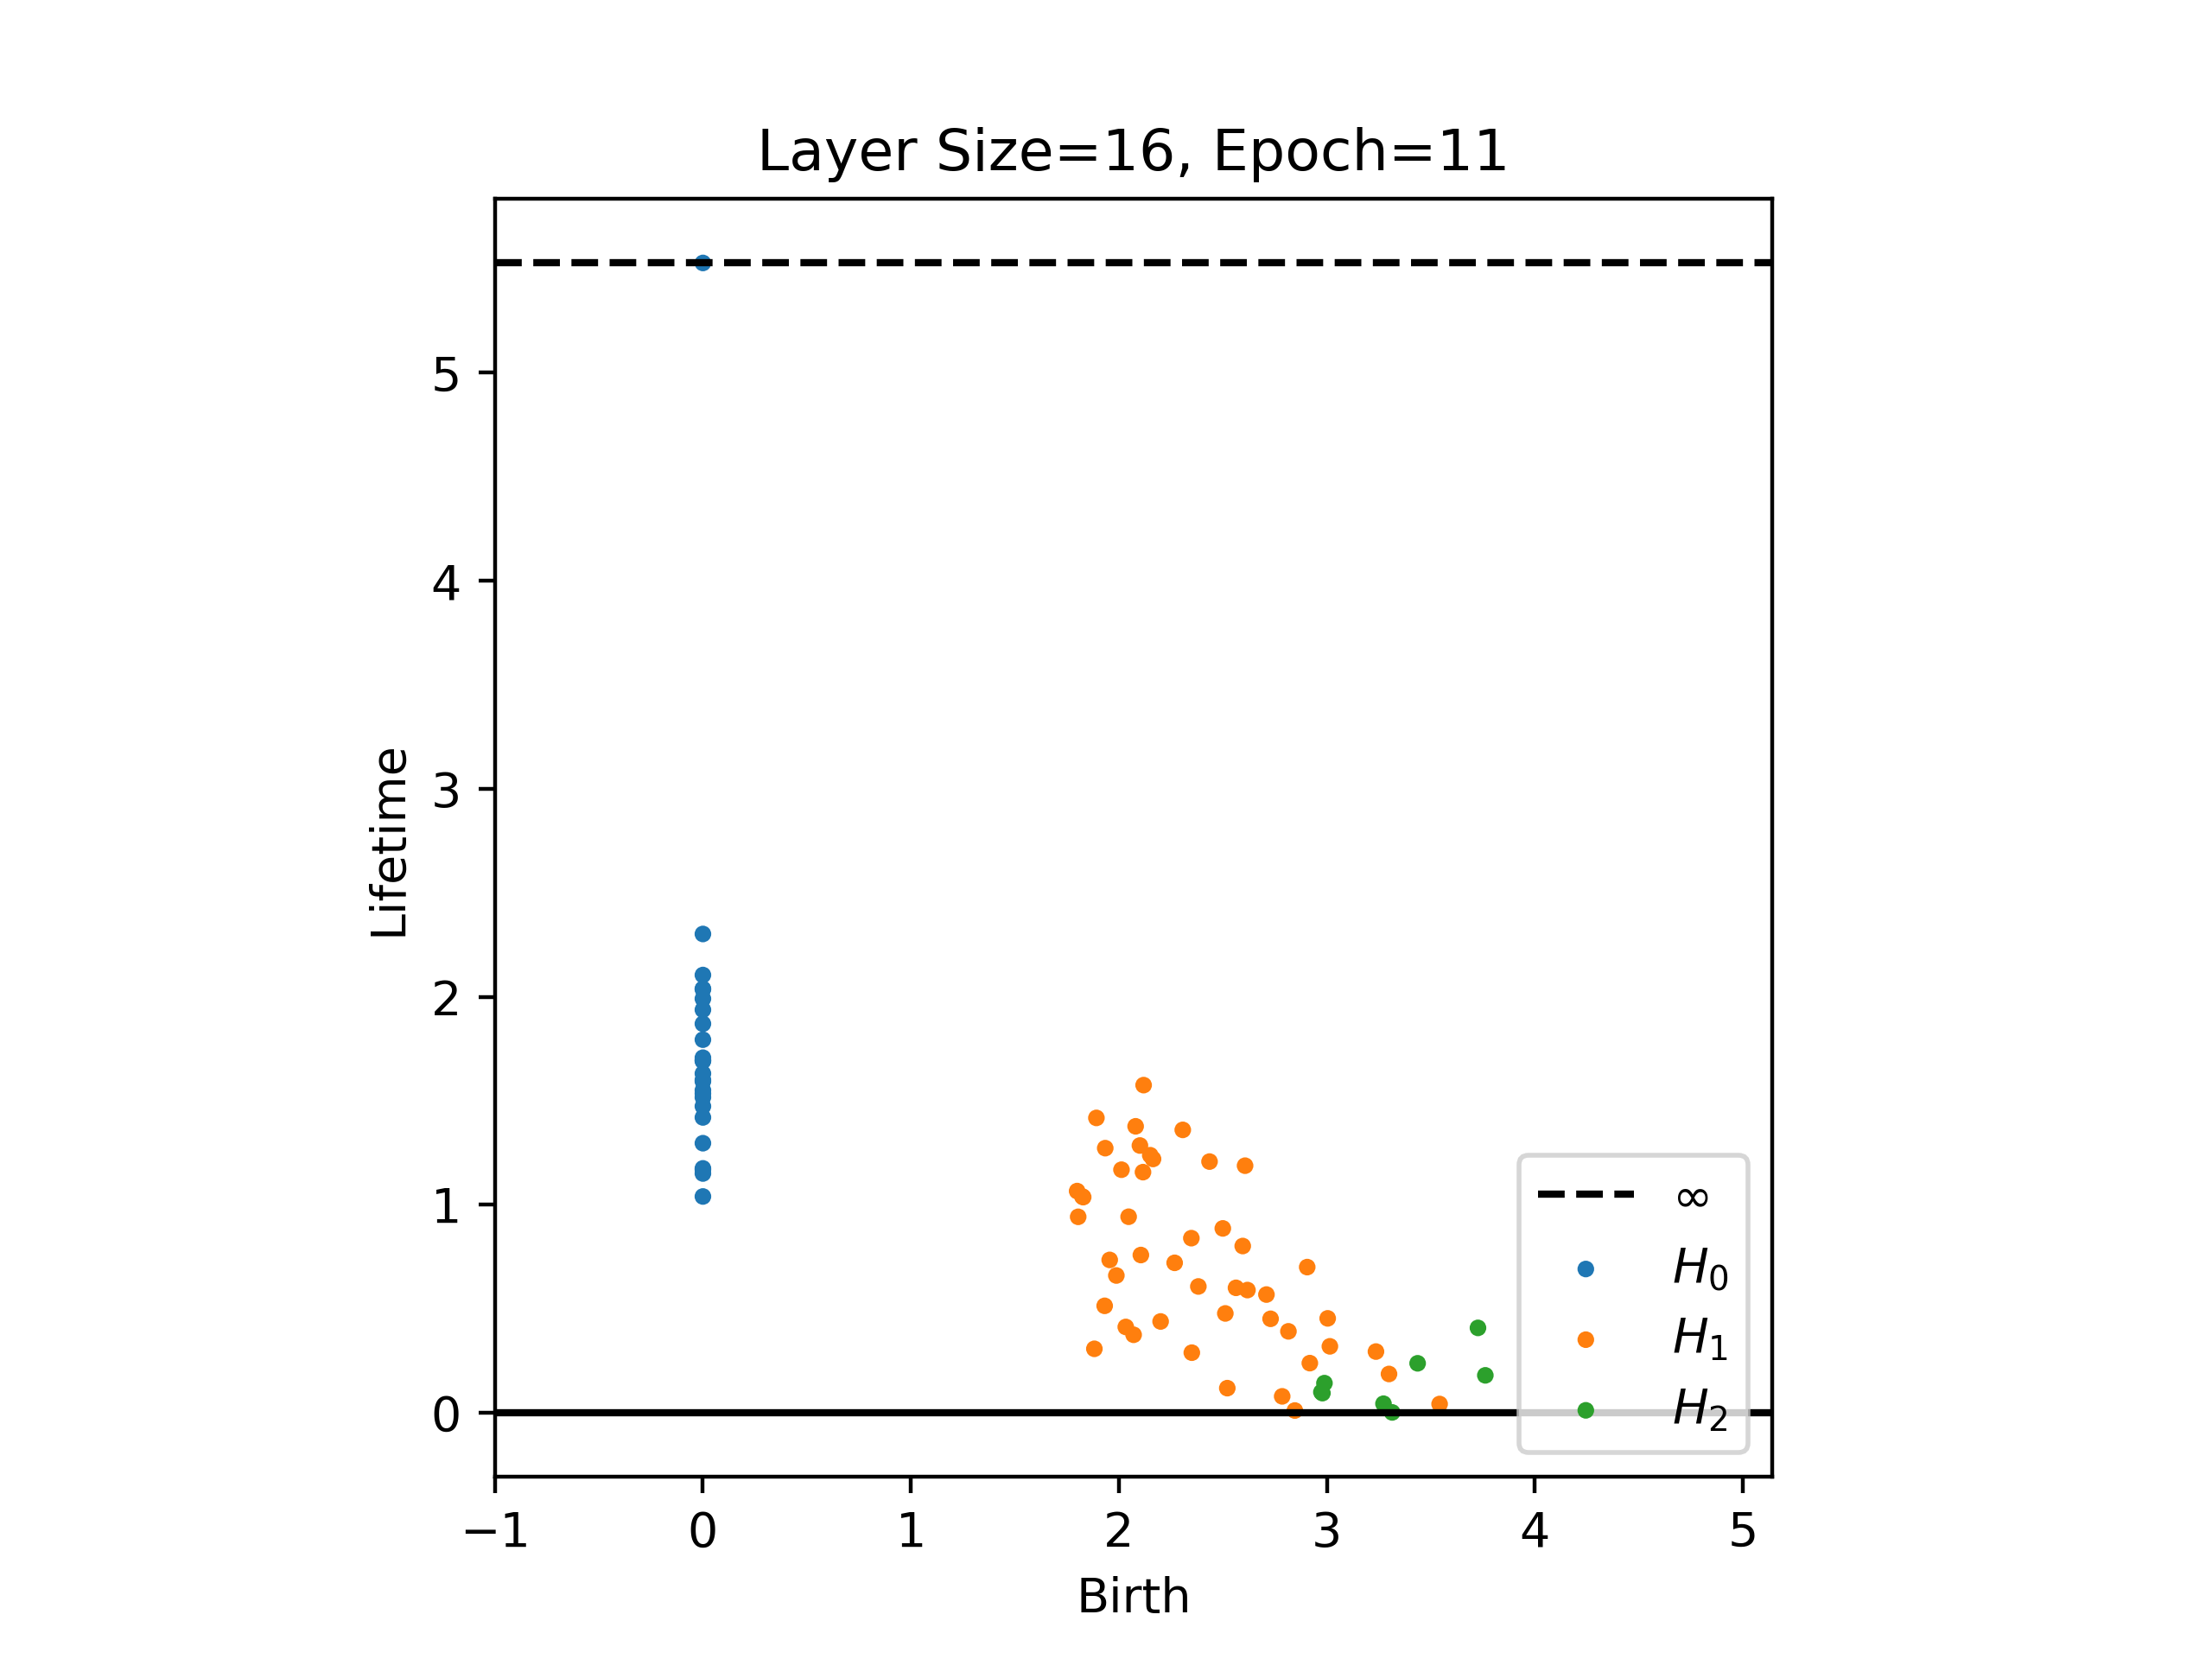 Layer Size=16, Epoch=11
Lifetime
5
4
3
2
1
0
−1 0 1 2 3 4 5
Birth
∞
H₀
H₁
H₂